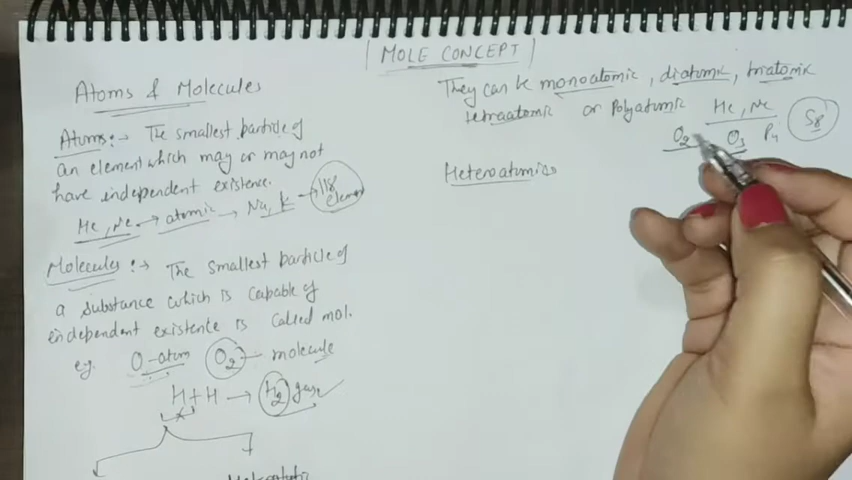 MOLE CONCEPT
Atoms & Molecules
Atoms :→ The smallest particle of
an element which may or may not
have independent existence.
He, Ne → atomic → Na, K → 118 element
Molecules :→ The smallest particle of
a substance which is capable of
independent existence is called mol.
eg. O-atom O2 — molecule
H + H → H2 gas
They can be monoatomic, diatomic, triatomic
tetraatomic or Polyatomic He, Ne
O2 O3 P4 S8
Heteroatomic